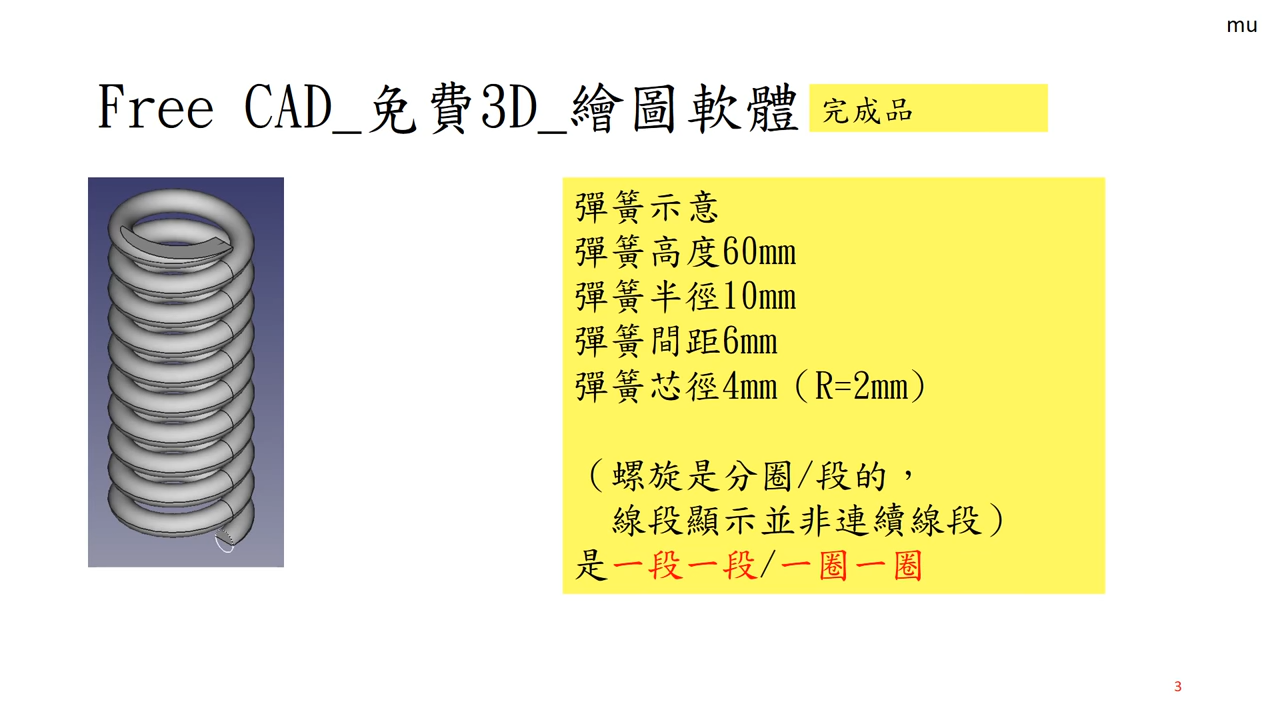 mu
Free CAD_免費3D_繪圖軟體
完成品
彈簧示意
彈簧高度60mm
彈簧半徑10mm
彈簧間距6mm
彈簧芯徑4mm（R=2mm）
（螺旋是分圈/段的，
線段顯示並非連續線段）
是一段一段/一圈一圈
3